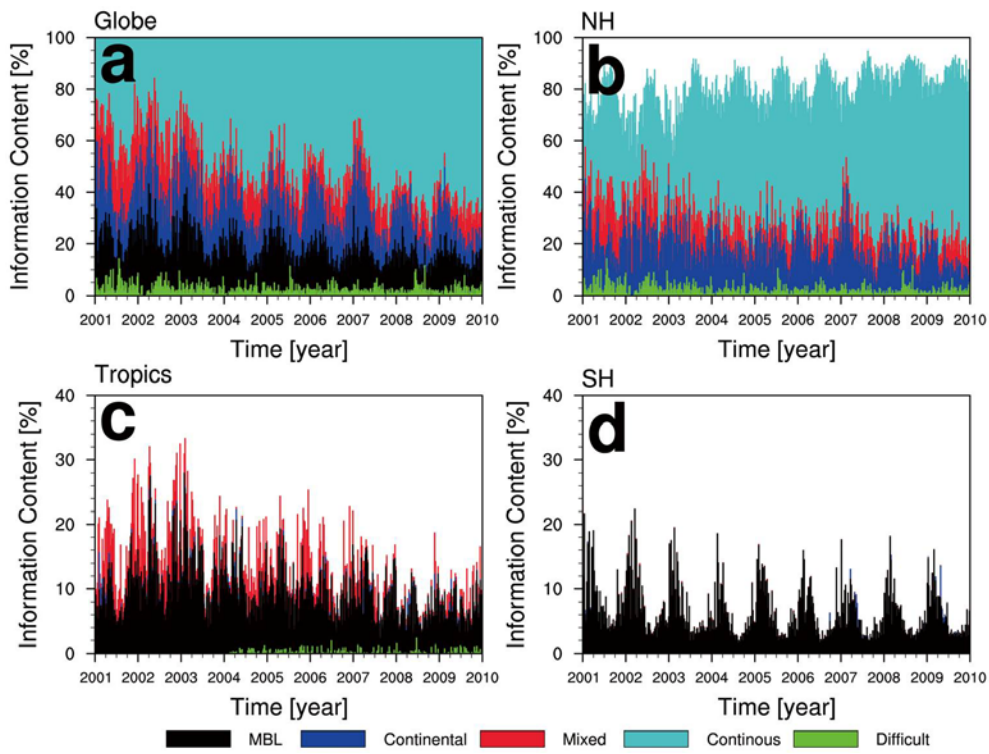 Globe
a
Information Content [%]
100
80
60
40
20
0
2001 2002 2003 2004 2005 2006 2007 2008 2009 2010
Time [year]
NH
b
Information Content [%]
100
80
60
40
20
0
2001 2002 2003 2004 2005 2006 2007 2008 2009 2010
Time [year]
Tropics
c
Information Content [%]
40
30
20
10
0
2001 2002 2003 2004 2005 2006 2007 2008 2009 2010
Time [year]
SH
d
Information Content [%]
40
30
20
10
0
2001 2002 2003 2004 2005 2006 2007 2008 2009 2010
Time [year]
MBL Continental Mixed Continous Difficult